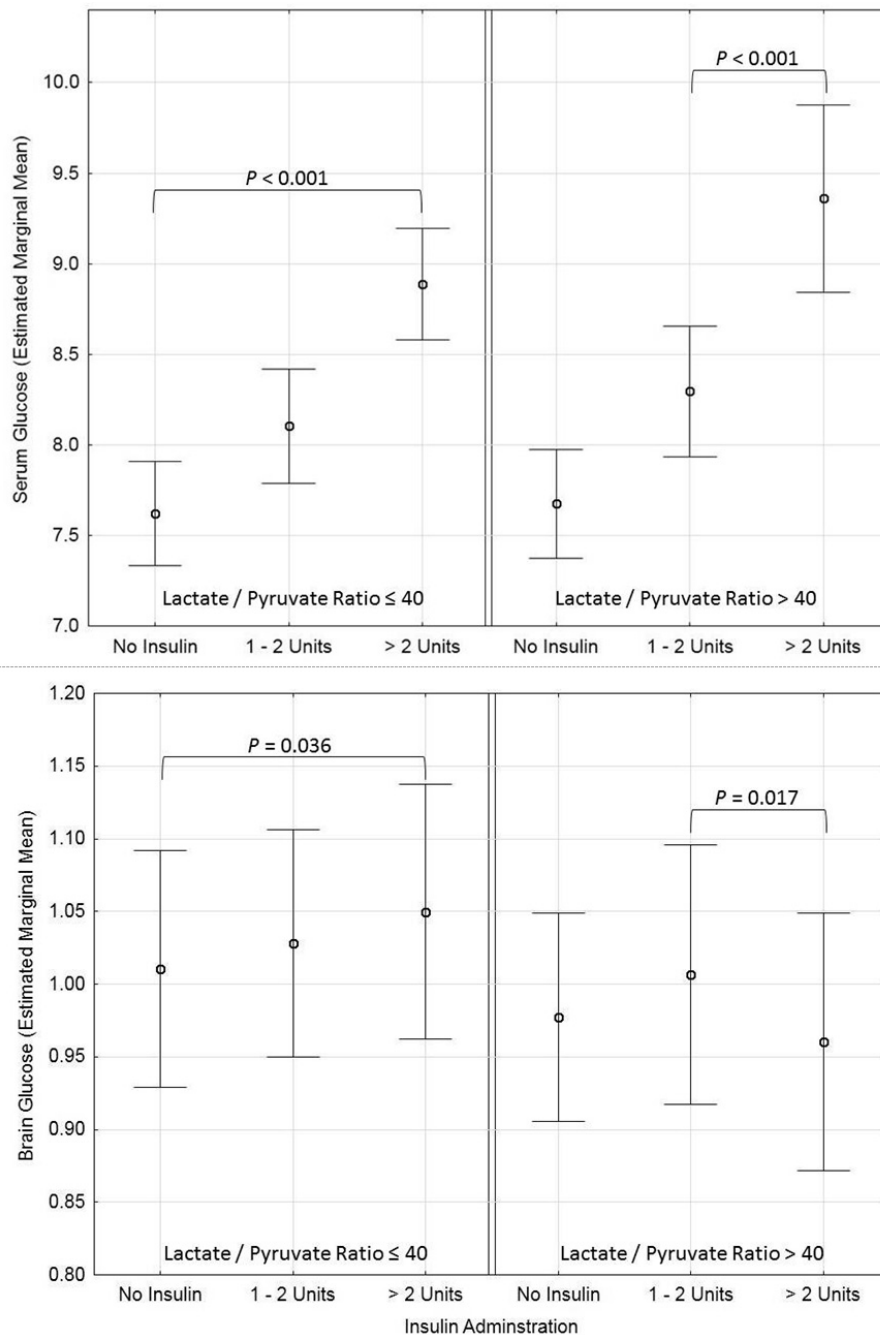 Serum Glucose (Estimated Marginal Mean)
10.0
9.5
9.0
8.5
8.0
7.5
7.0
P < 0.001
P < 0.001
Lactate / Pyruvate Ratio ≤ 40
Lactate / Pyruvate Ratio > 40
No Insulin
1 - 2 Units
> 2 Units
No Insulin
1 - 2 Units
> 2 Units
Brain Glucose (Estimated Marginal Mean)
1.20
1.15
1.10
1.05
1.00
0.95
0.90
0.85
0.80
P = 0.036
P = 0.017
Lactate / Pyruvate Ratio ≤ 40
Lactate / Pyruvate Ratio > 40
No Insulin
1 - 2 Units
> 2 Units
No Insulin
1 - 2 Units
> 2 Units
Insulin Adminstration